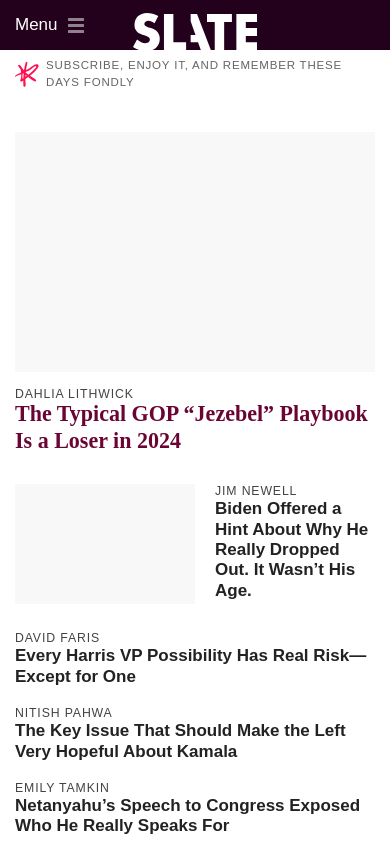 Menu
SLATE
SUBSCRIBE, ENJOY IT, AND REMEMBER THESE
DAYS FONDLY
DAHLIA LITHWICK
The Typical GOP “Jezebel” Playbook
Is a Loser in 2024
JIM NEWELL
Biden Offered a
Hint About Why He
Really Dropped
Out. It Wasn’t His
Age.
DAVID FARIS
Every Harris VP Possibility Has Real Risk—
Except for One
NITISH PAHWA
The Key Issue That Should Make the Left
Very Hopeful About Kamala
EMILY TAMKIN
Netanyahu’s Speech to Congress Exposed
Who He Really Speaks For